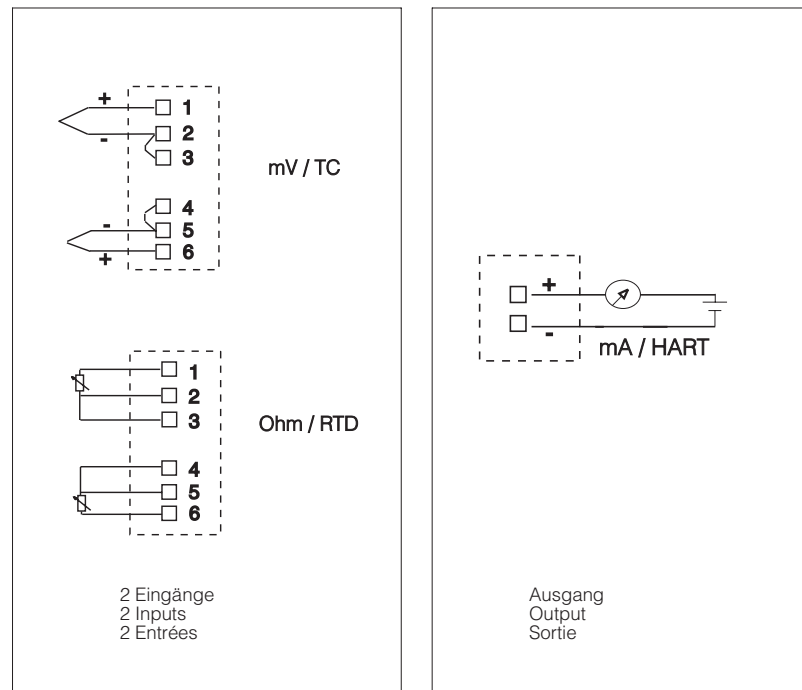 +
1
2
-
3
mV / TC
4
-
5
6
+
1
2
3
Ohm / RTD
4
5
6
2 Eingänge
2 Inputs
2 Entrées
+
-
mA / HART
Ausgang
Output
Sortie